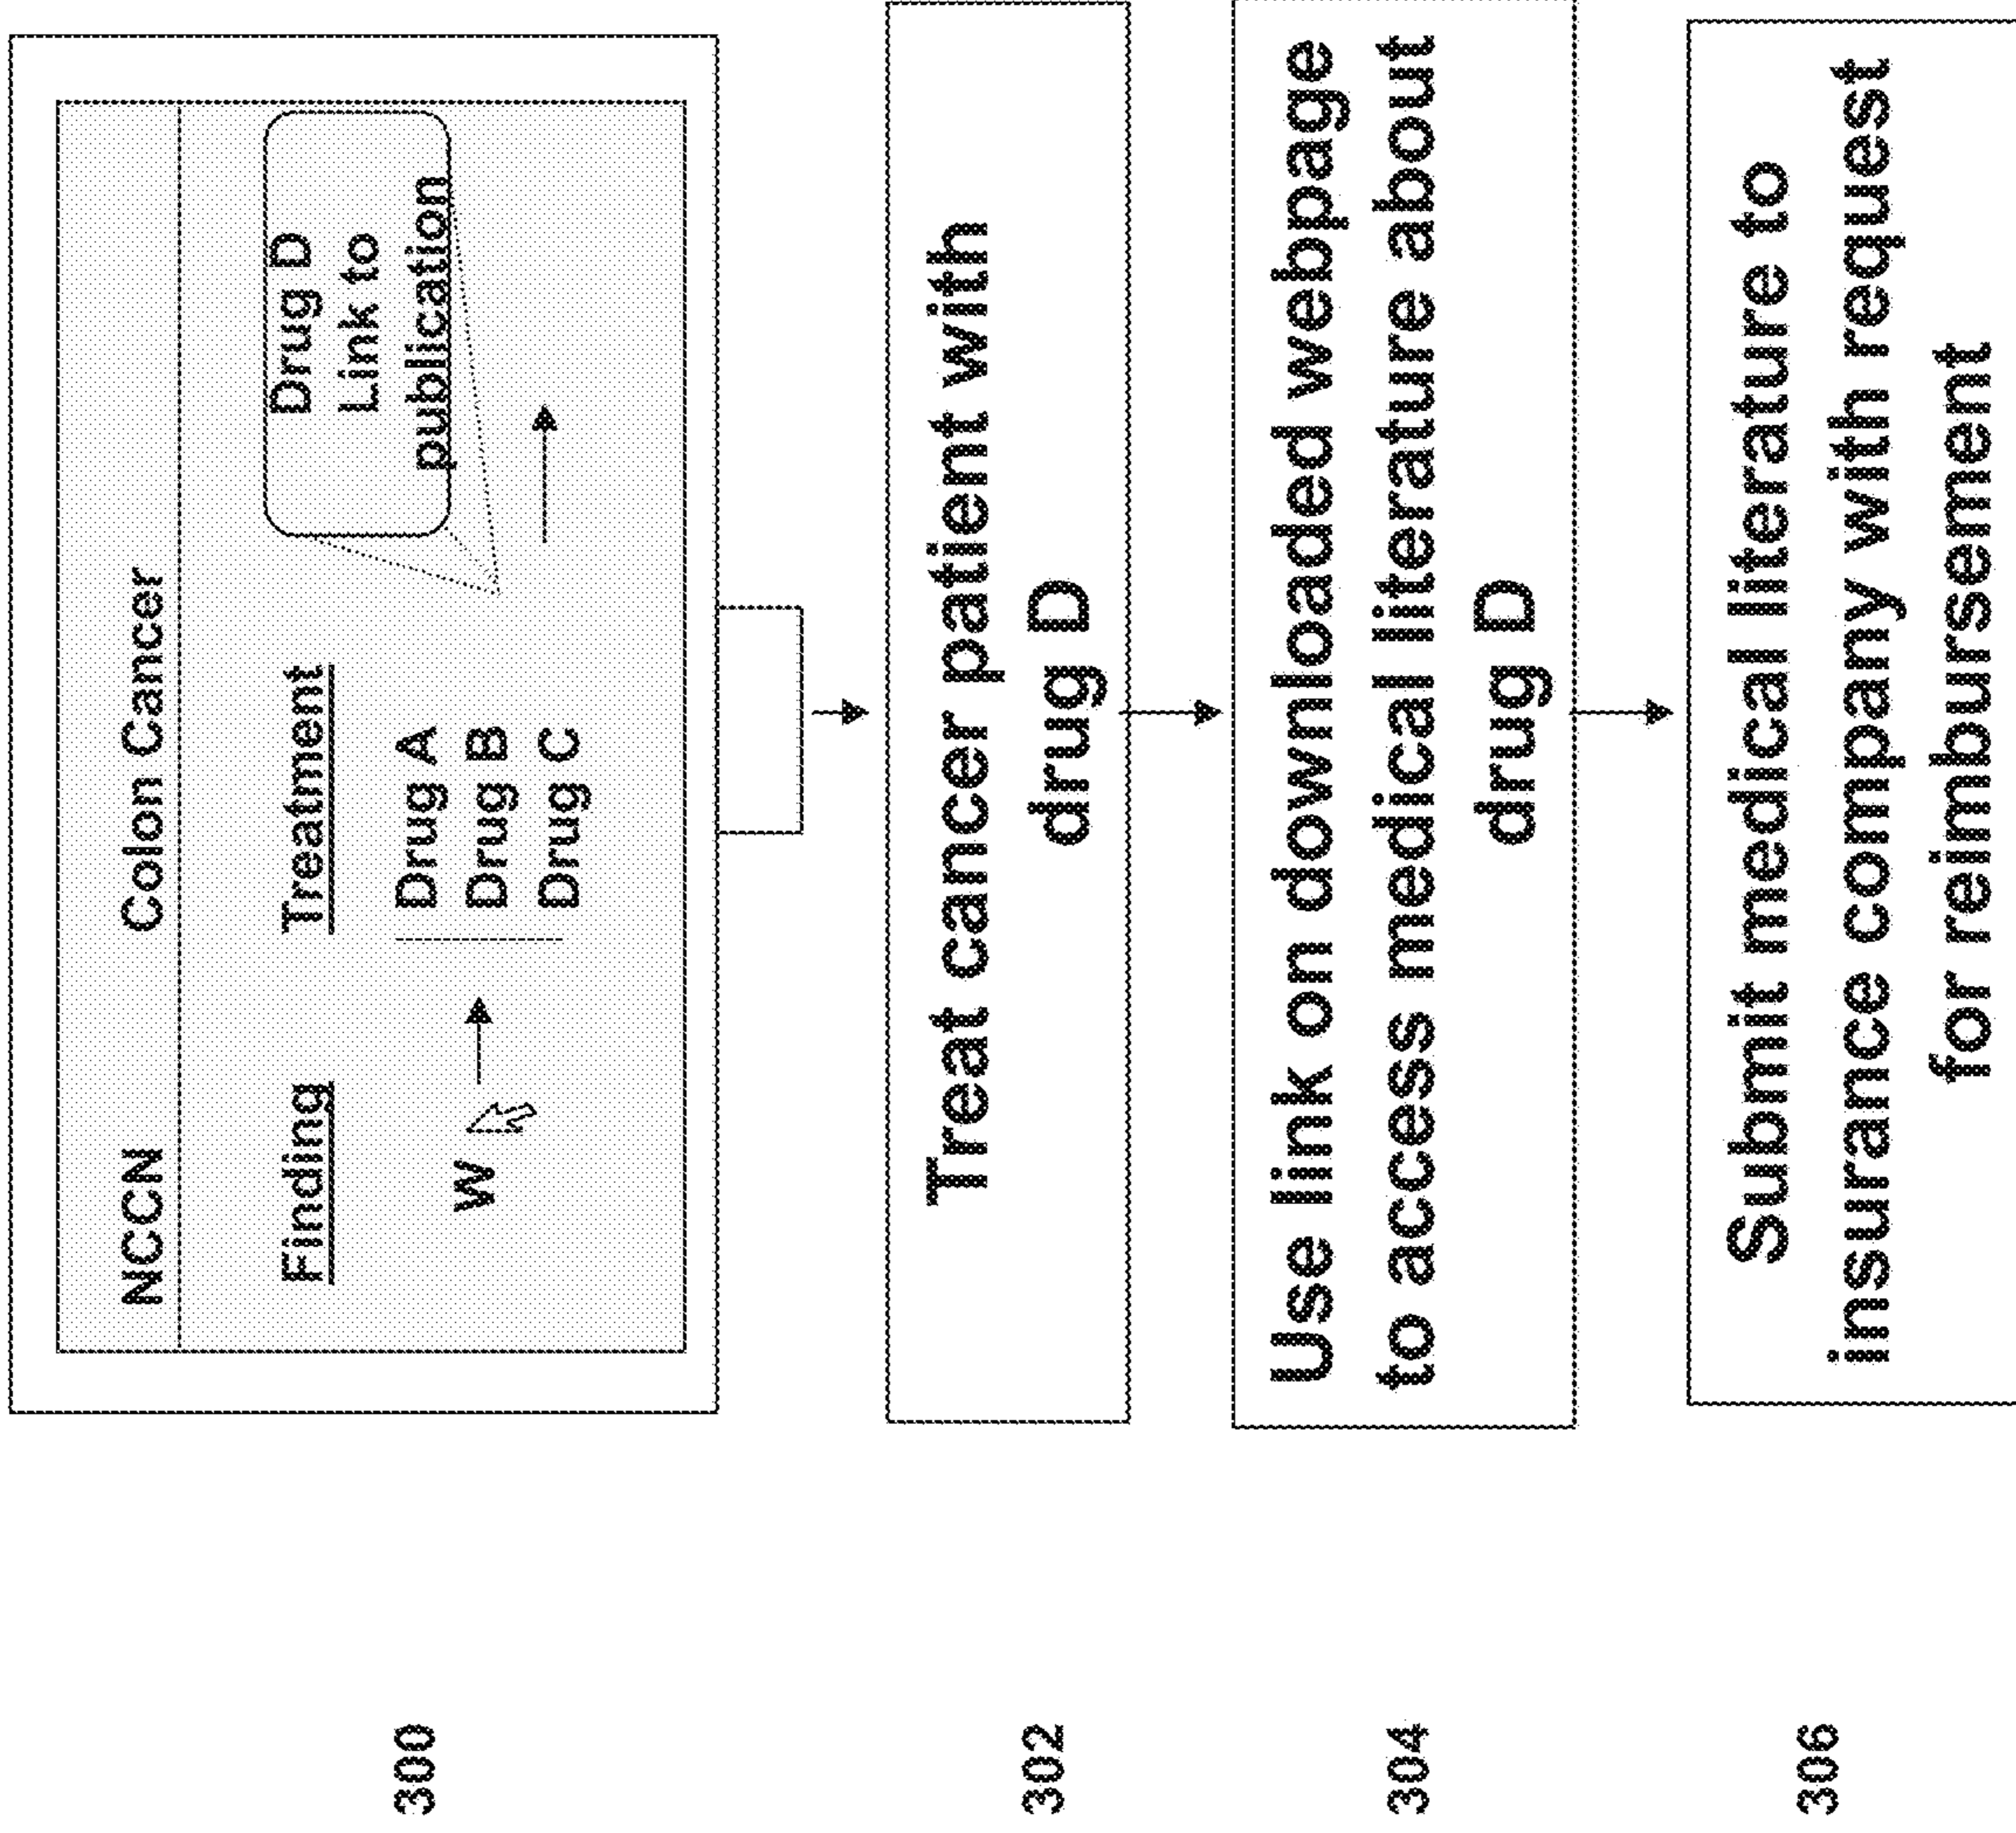 300
NCCN Colon Cancer
Finding Treatment
W
Drug A
Drug B
Drug C
Drug D
Link to
publication
302
Treat cancer patient with
drug D
304
Use link on downloaded webpage
to access medical literature about
drug D
306
Submit medical literature to
insurance company with request
for reimbursement